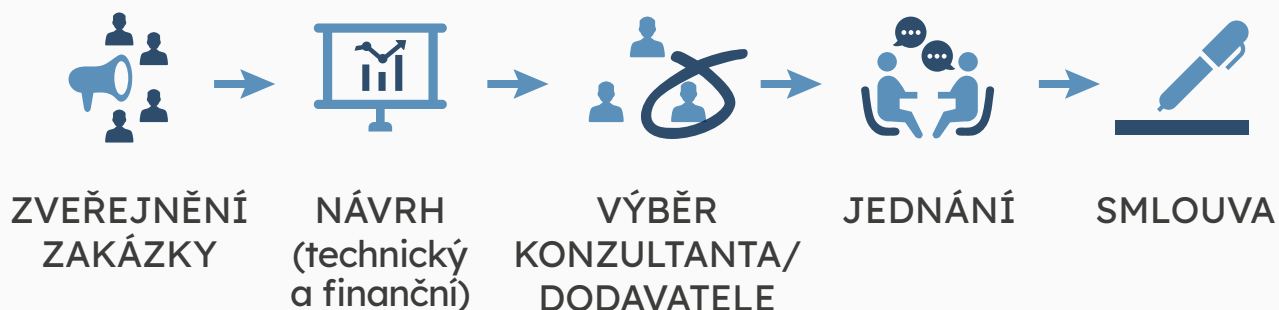 ZVEŘEJNĚNÍ
ZAKÁZKY
NÁVRH
(technický
a finanční)
VÝBĚR
KONZULTANTA/
DODAVATELE
JEDNÁNÍ
SMLOUVA